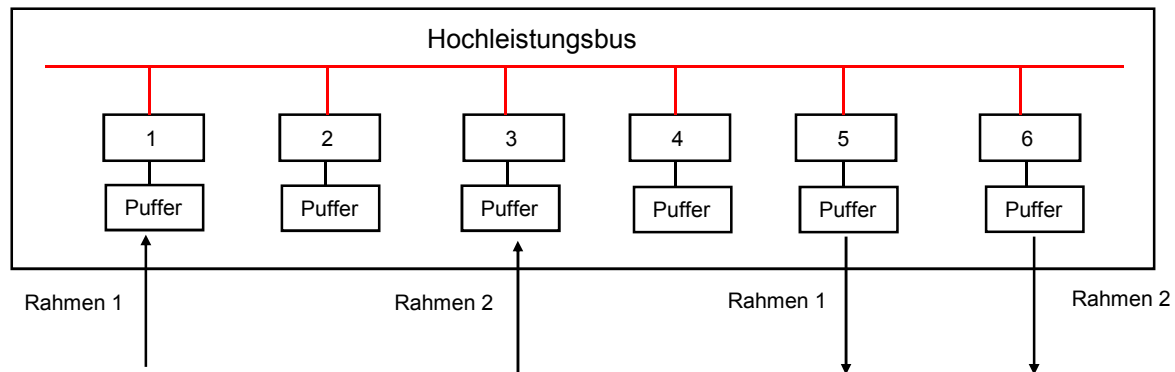 Hochleistungsbus
1 2 3 4 5 6
Puffer Puffer Puffer Puffer Puffer Puffer
Rahmen 1 Rahmen 2 Rahmen 1 Rahmen 2